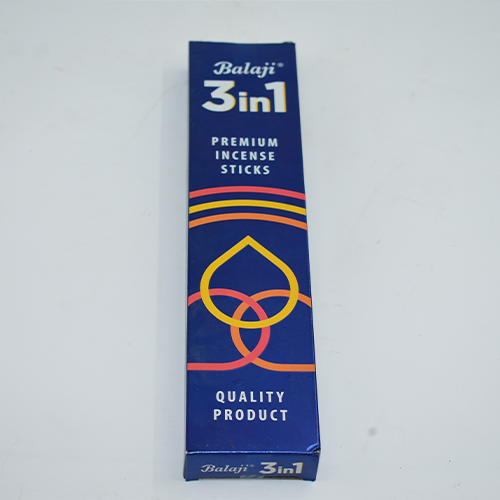 Balaji®
3in1
PREMIUM
INCENSE
STICKS
QUALITY
PRODUCT
Balaji® 3in1